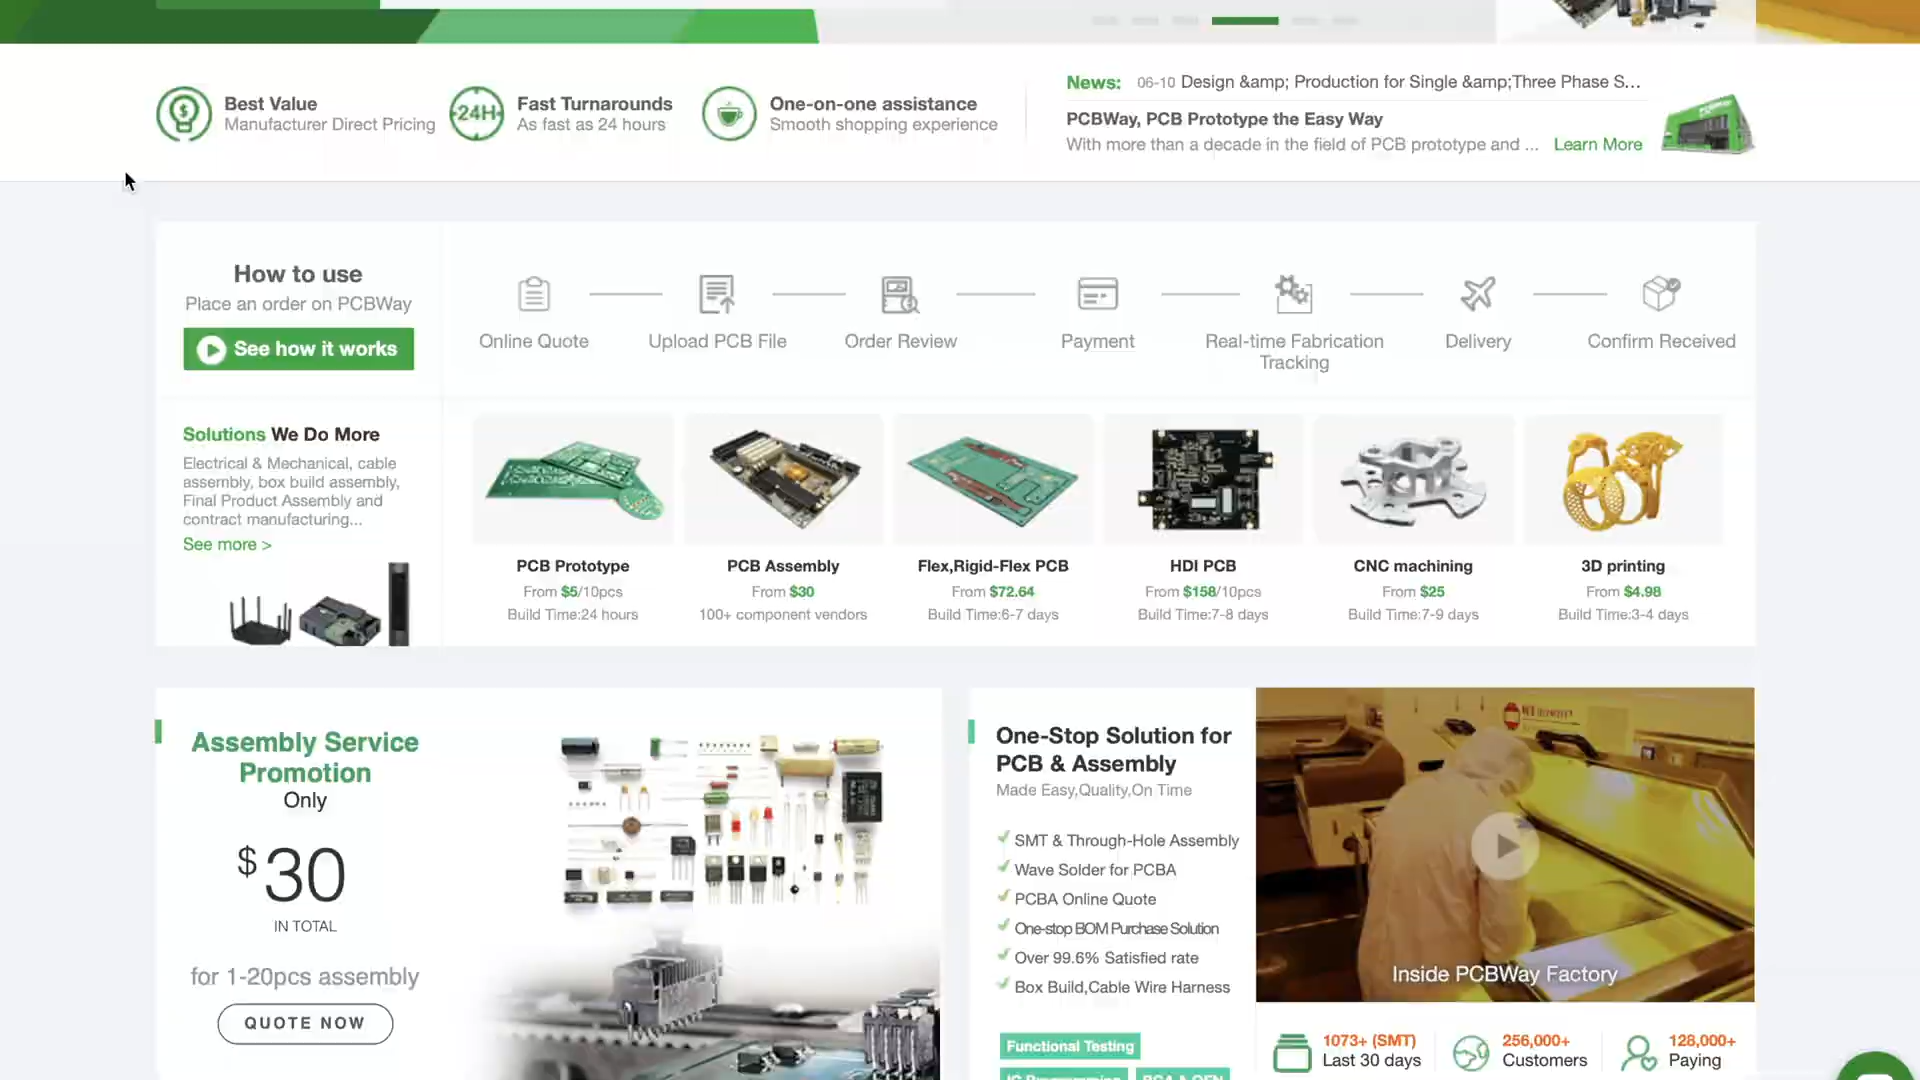 Best Value
Manufacturer Direct Pricing
24H
Fast Turnarounds
As fast as 24 hours
One-on-one assistance
Smooth shopping experience
News: 06-10 Design &amp; Production for Single &amp;Three Phase S...
PCBWay, PCB Prototype the Easy Way
With more than a decade in the field of PCB prototype and ... Learn More
How to use
Place an order on PCBWay
See how it works
Online Quote
Upload PCB File
Order Review
Payment
Real-time Fabrication
Tracking
Delivery
Confirm Received
Solutions We Do More
Electrical & Mechanical, cable
assembly, box build assembly,
Final Product Assembly and
contract manufacturing...
See more >
PCB Prototype
From $5/10pcs
Build Time:24 hours
PCB Assembly
From $30
100+ component vendors
Flex,Rigid-Flex PCB
From $72.64
Build Time:6-7 days
HDI PCB
From $158/10pcs
Build Time:7-8 days
CNC machining
From $25
Build Time:7-9 days
3D printing
From $4.98
Build Time:3-4 days
Assembly Service
Promotion
Only
$30
IN TOTAL
for 1-20pcs assembly
QUOTE NOW
One-Stop Solution for
PCB & Assembly
Made Easy,Quality,On Time
SMT & Through-Hole Assembly
Wave Solder for PCBA
PCBA Online Quote
One-stop BOM Purchase Solution
Over 99.6% Satisfied rate
Box Build,Cable Wire Harness
Functional Testing
Inside PCBWay Factory
1073+ (SMT)
Last 30 days
256,000+
Customers
128,000+
Paying